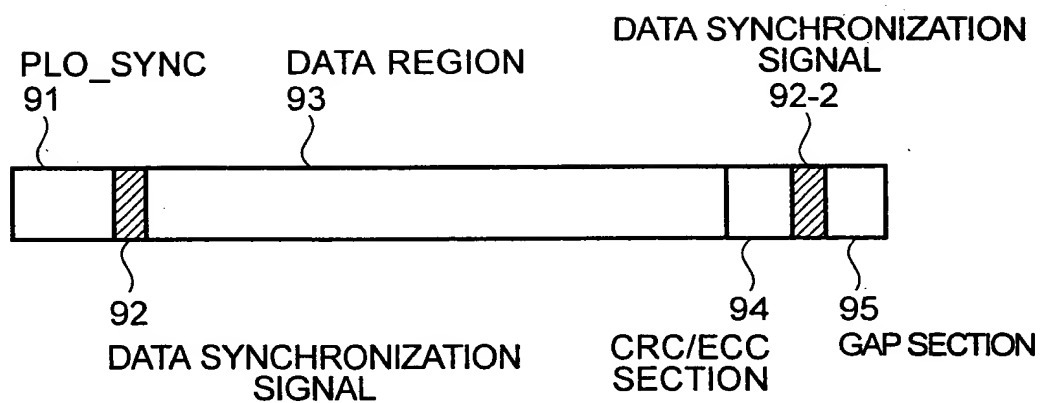 PLO_SYNC
91
DATA REGION
93
DATA SYNCHRONIZATION
SIGNAL
92-2
92
DATA SYNCHRONIZATION
SIGNAL
94
CRC/ECC
SECTION
95
GAP SECTION